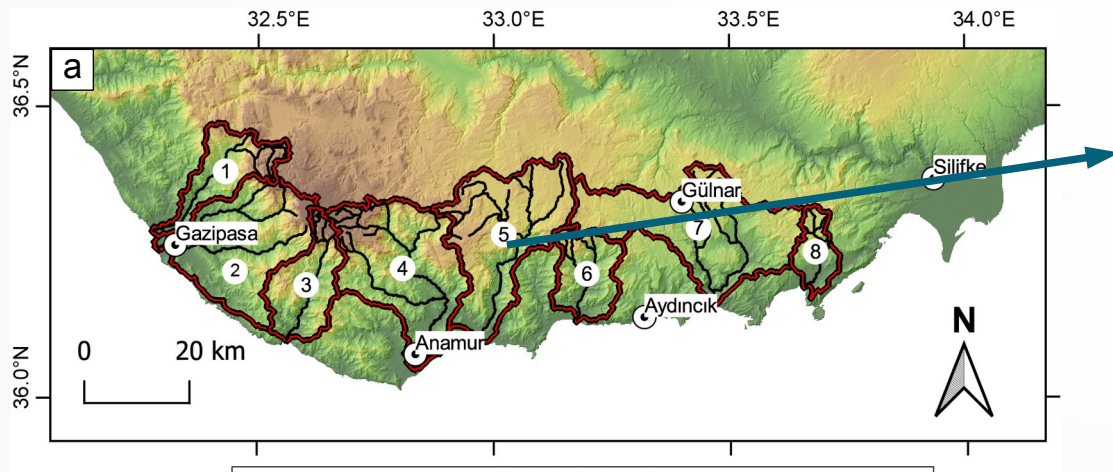 32.5°E 33.0°E 33.5°E 34.0°E
a
36.5°N
36.0°N
1
Silifke
Gülnar
Gazipasa
5
7
8
2
3
4
6
Aydıncık
Anamur
0 20 km
N